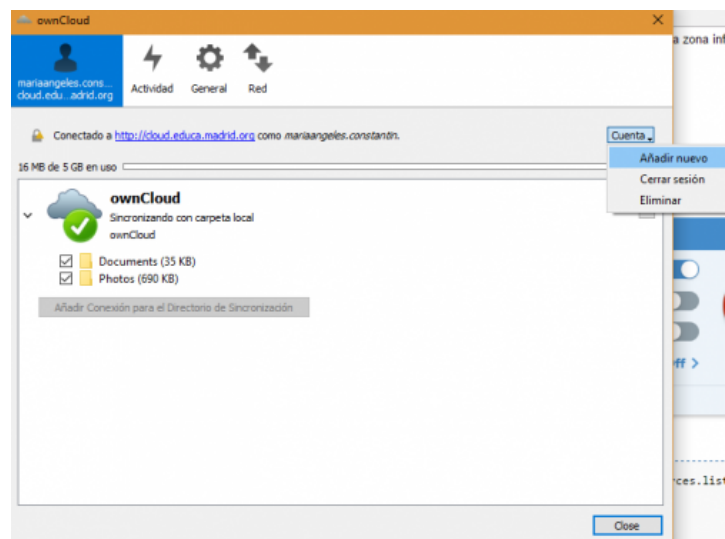 ownCloud
mariaangeles.cons...
cloud.edu...adrid.org
Actividad
General
Red
Conectado a http://cloud.educa.madrid.org como mariaangeles.constantin.
Cuenta
Añadir nuevo
Cerrar sesión
Eliminar
16 MB de 5 GB en uso
ownCloud
Sincronizando con carpeta local
ownCloud
Documents (35 KB)
Photos (690 KB)
Añadir Conexión para el Directorio de Sincronización
Close
a zona inf
ff >
rces.list